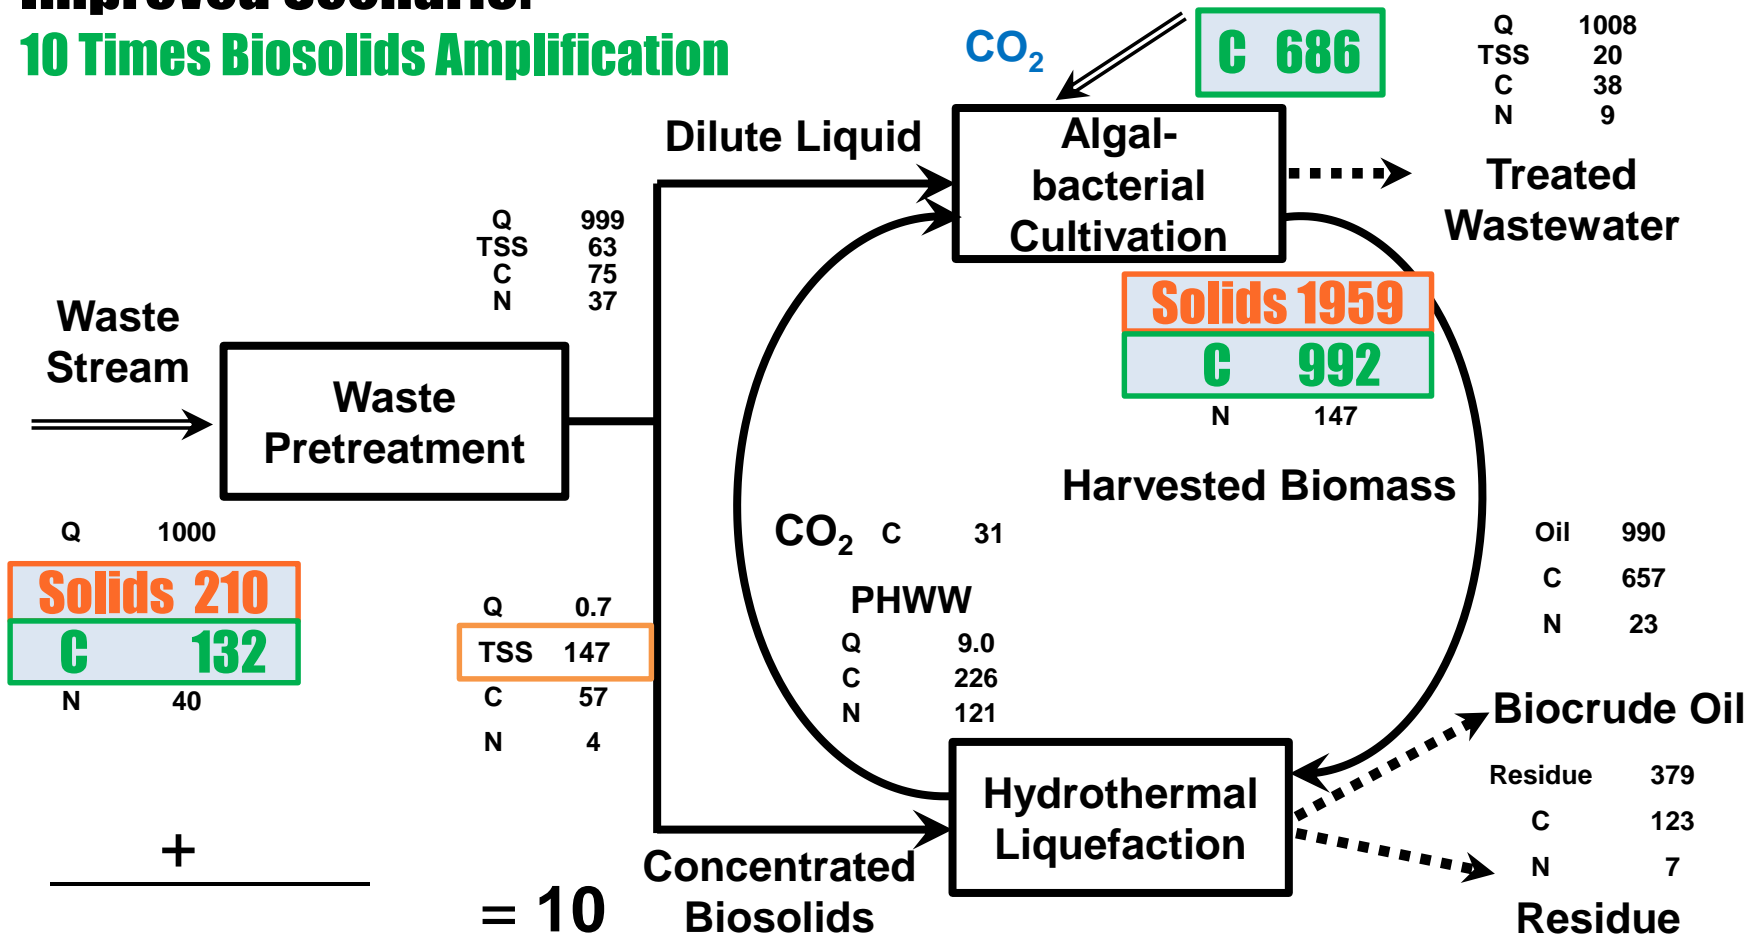 Improved Scenario:
10 Times Biosolids Amplification
CO2
C 686
Q 1008
TSS 20
C 38
N 9
Dilute Liquid
Algal-
bacterial
Cultivation
Treated
Wastewater
Q 999
TSS 63
C 75
N 37
Waste
Stream
Waste
Pretreatment
Solids 1959
C 992
N 147
Harvested Biomass
Q 1000
Solids 210
C 132
N 40
CO2 C 31
PHWW
Q 9.0
C 226
N 121
Q 0.7
TSS 147
C 57
N 4
Oil 990
C 657
N 23
Biocrude Oil
Hydrothermal
Liquefaction
Residue 379
C 123
N 7
Residue
Concentrated
Biosolids
+
= 10